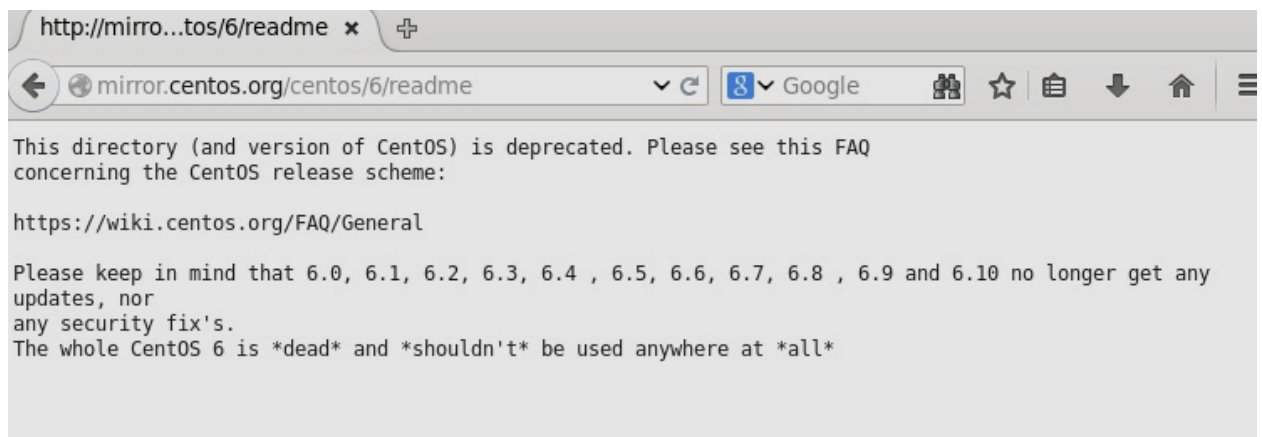 http://mirro...tos/6/readme
mirror.centos.org/centos/6/readme
8 Google
This directory (and version of CentOS) is deprecated. Please see this FAQ
concerning the CentOS release scheme:
https://wiki.centos.org/FAQ/General
Please keep in mind that 6.0, 6.1, 6.2, 6.3, 6.4 , 6.5, 6.6, 6.7, 6.8 , 6.9 and 6.10 no longer get any
updates, nor
any security fix's.
The whole CentOS 6 is *dead* and *shouldn't* be used anywhere at *all*